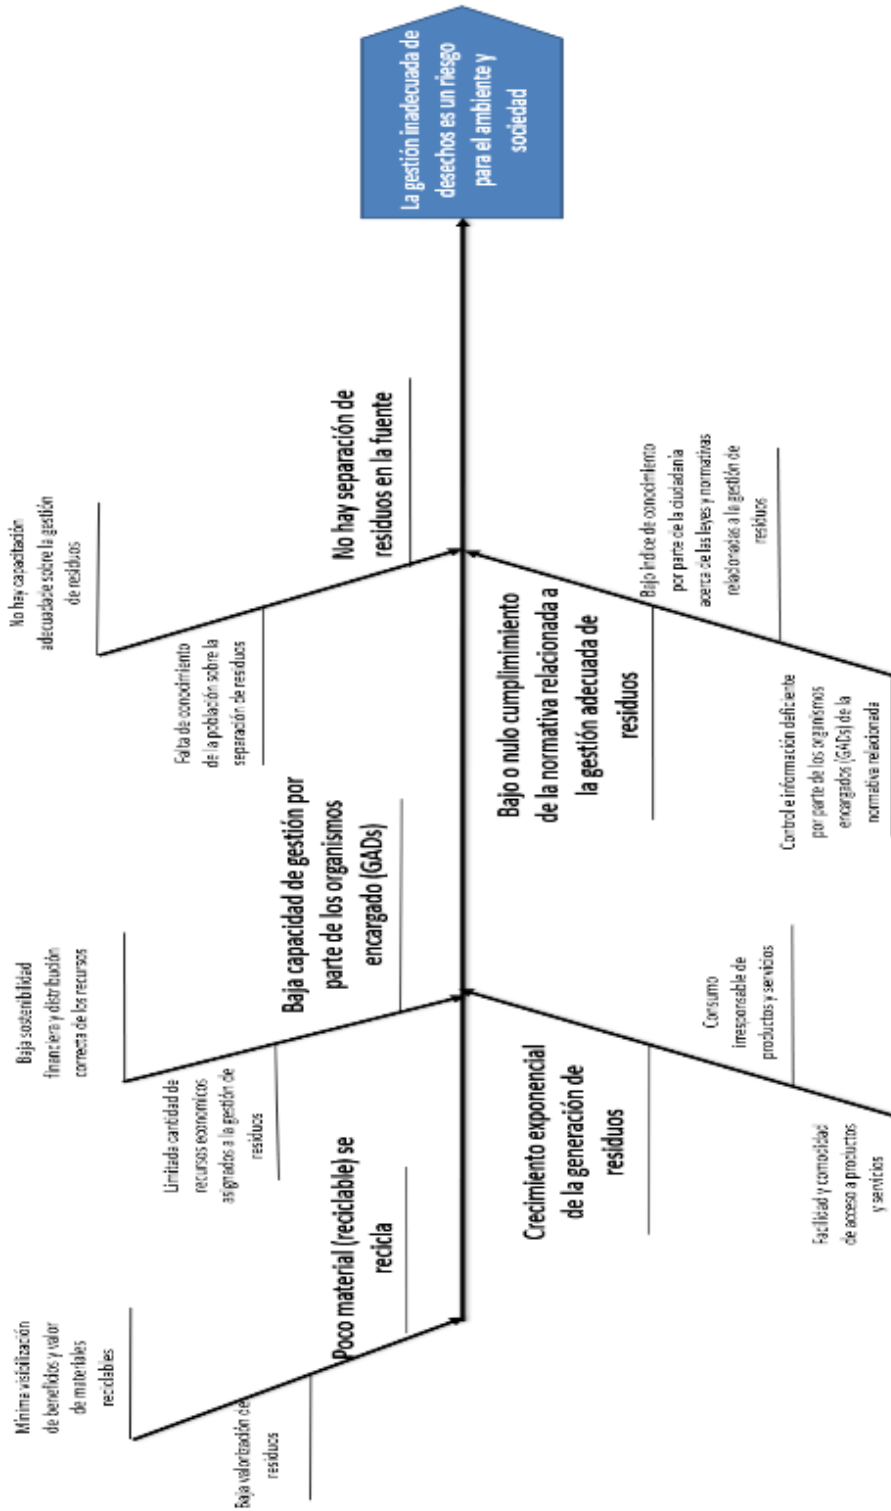 Mínima visibilización
de beneficios y valor
de materiales
reciclables
Baja valorización de
residuos
Poco material (reciclable) se
recicla
Baja sostenibilidad
financiera y distribución
correcta de los recursos
Limitada cantidad de
recursos economicos
asignados a la gestión de
residuos
Baja capacidad de gestión por
parte de los organismos
encargado (GADs)
No hay capacitación
adecuadade sobre la gestión
de residuos
Falta de conocimiento
de la población sobre la
separación de residuos
No hay separación de
residuos en la fuente
La gestión inadecuada de
desechos es un riesgo
para el ambiente y
sociedad
Crecimiento exponencial
de la generación de
residuos
Consumo
irresponsable de
productos y servicios
Facilidad y comodidad
de acceso a productos
y servicios
Bajo o nulo cumplimimiento
de la normativa relacionada a
la gestión adecuada de
residuos
Bajo indice de conocimiento
por parte de la ciudadania
acerca de las leyes y normativas
relacionadas a la gestión de
residuos
Control e información deficiente
por parte de los organismos
encargados (GADs) de la
normativa relacionada